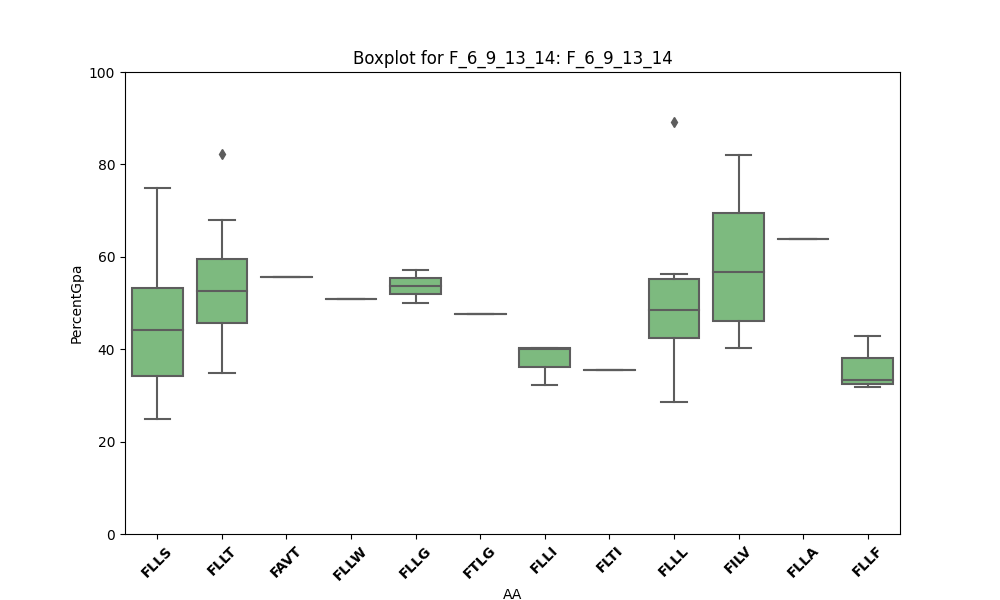 Boxplot for F_6_9_13_14: F_6_9_13_14
100
80
60
40
20
0
PercentGpa
FLLS
FLLT
FAVT
FLLW
FLLG
FTLG
FLLI
FLTI
FLLL
FILV
FLLA
FLLF
AA